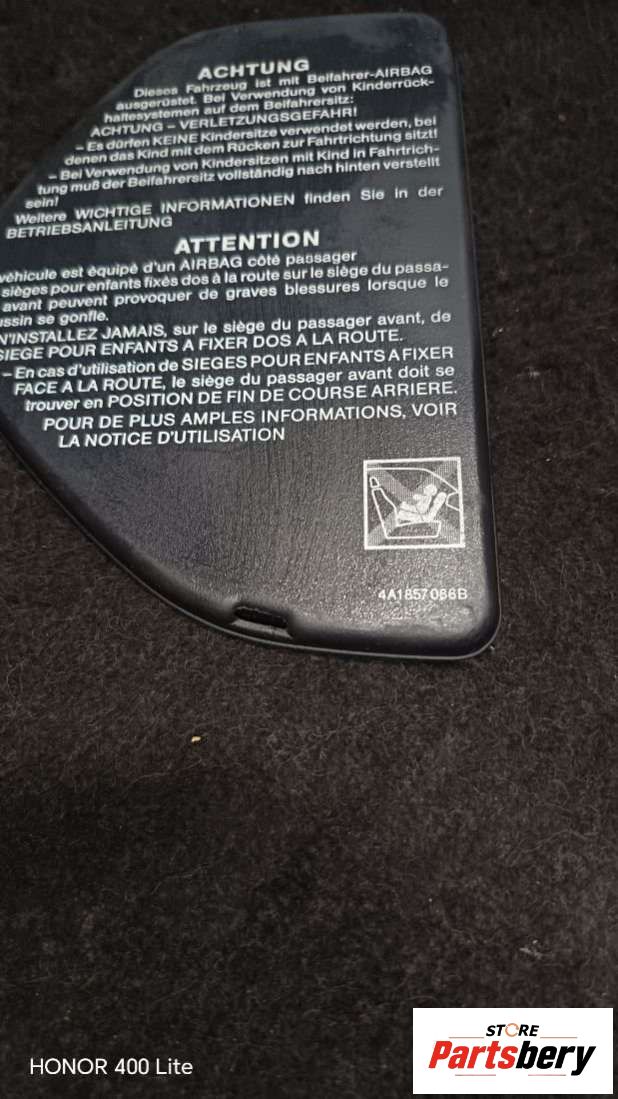 ACHTUNG
Dieses Fahrzeug ist mit Beifahrer-AIRBAG
ausgerüstet. Bei Verwendung von Kinderrück-
haltesystemen auf dem Beifahrersitz:
ACHTUNG – VERLETZUNGSGEFAHR!
– Es dürfen KEINE Kindersitze verwendet werden, bei
denen das Kind mit dem Rücken zur Fahrtrichtung sitzt!
– Bei Verwendung von Kindersitzen mit Kind in Fahrtrich-
tung muß der Beifahrersitz vollständig nach hinten verstellt
sein!
Weitere WICHTIGE INFORMATIONEN finden Sie in der
BETRIEBSANLEITUNG
ATTENTION
véhicule est équipè d'un AIRBAG côté passager
sièges pour enfants fixés dos à la route sur le siège du passa-
avant peuvent provoquer de graves blessures lorsque le
ussin se gonfle.
N'INSTALLEZ JAMAIS, sur le siège du passager avant, de
SIEGE POUR ENFANTS A FIXER DOS À LA ROUTE.
– En cas d'utilisation de SIEGES POUR ENFANTS A FIXER
FACE A LA ROUTE, le siège du passager avant doit se
trouver en POSITION DE FIN DE COURSE ARRIERE.
POUR DE PLUS AMPLES INFORMATIONS, VOIR
LA NOTICE D'UTILISATION
4A1857086B
HONOR 400 Lite
STORE
Partsbery